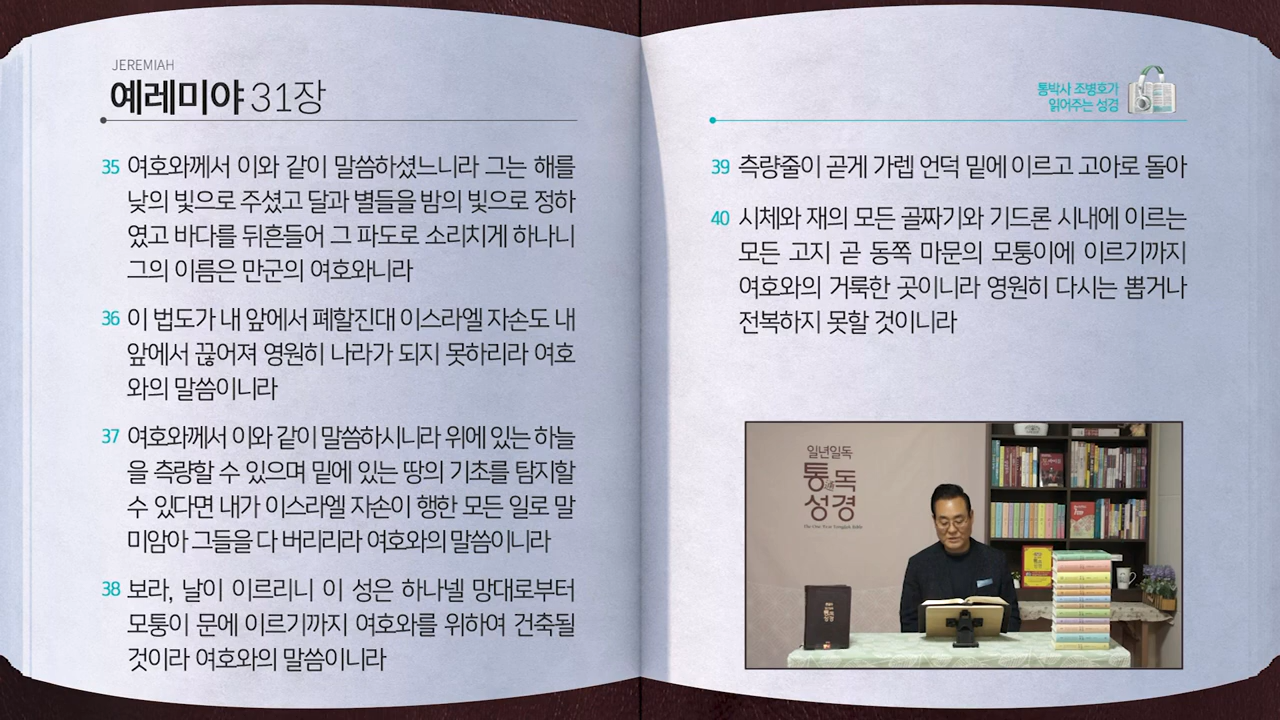 JEREMIAH
예레미야 31장
35 여호와께서 이와 같이 말씀하셨느니라 그는 해를
낮의 빛으로 주셨고 달과 별들을 밤의 빛으로 정하
였고 바다를 뒤흔들어 그 파도로 소리치게 하나니
그의 이름은 만군의 여호와니라
36 이 법도가 내 앞에서 폐할진대 이스라엘 자손도 내
앞에서 끊어져 영원히 나라가 되지 못하리라 여호
와의 말씀이니라
37 여호와께서 이와 같이 말씀하시니라 위에 있는 하늘
을 측량할 수 있으며 밑에 있는 땅의 기초를 탐지할
수 있다면 내가 이스라엘 자손이 행한 모든 일로 말
미암아 그들을 다 버리리라 여호와의 말씀이니라
38 보라, 날이 이르리니 이 성은 하나넬 망대로부터
모퉁이 문에 이르기까지 여호와를 위하여 건축될
것이라 여호와의 말씀이니라
통박사 조병호가
읽어주는 성경
39 측량줄이 곧게 가렙 언덕 밑에 이르고 고아로 돌아
40 시체와 재의 모든 골짜기와 기드론 시내에 이르는
모든 고지 곧 동쪽 마문의 모퉁이에 이르기까지
여호와의 거룩한 곳이니라 영원히 다시는 뽑거나
전복하지 못할 것이니라
일년일독
통독
성경
The One Year Tongdok Bible
통독
성경